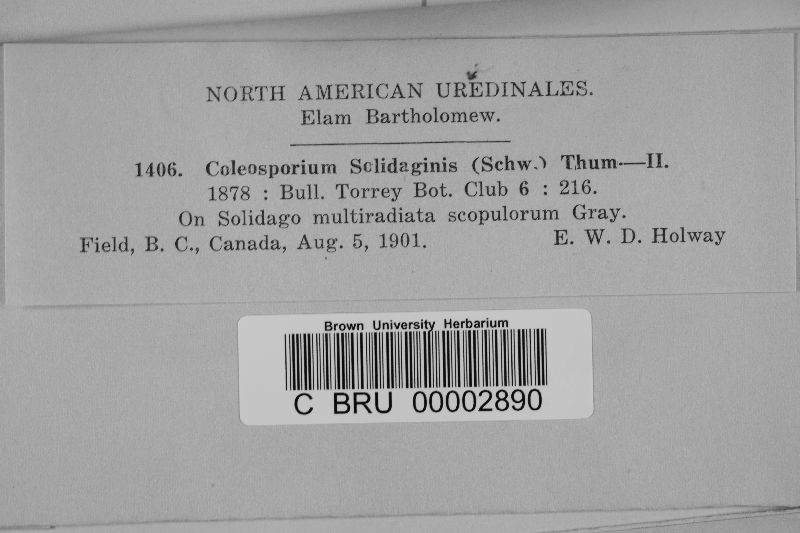 NORTH AMERICAN UREDINALES.
Elam Bartholomew.
1406. Coleosporium Solidaginis (Schw.) Thum.—II.
1878 : Bull. Torrey Bot. Club 6 : 216.
On Solidago multiradiata scopulorum Gray.
Field, B. C., Canada, Aug. 5, 1901. E. W. D. Holway
Brown University Herbarium
C BRU 00002890